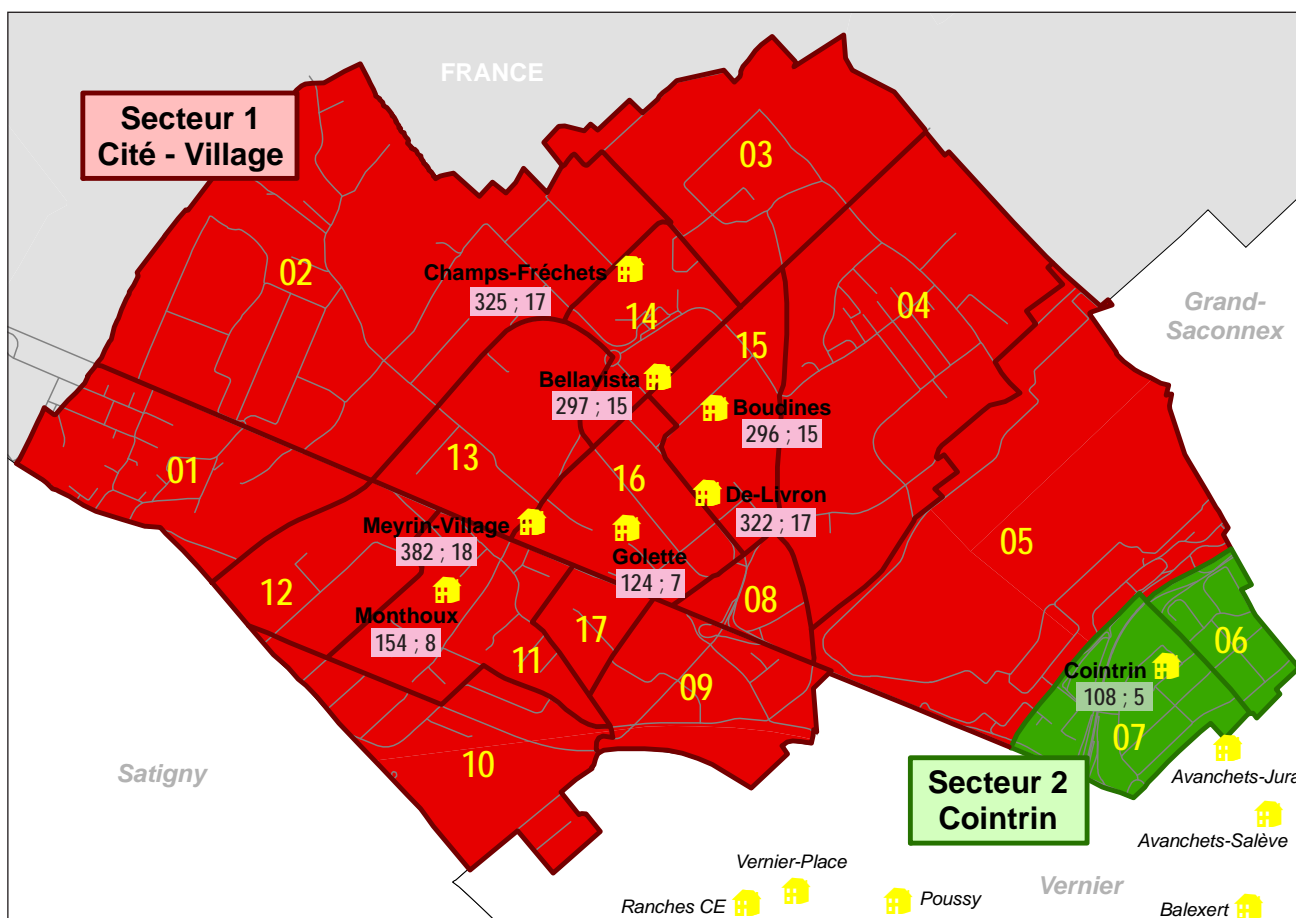 FRANCE
Secteur 1
Cité - Village
03
02
Champs-Fréchets
325 ; 17
04
14
Grand-
Saconnex
15
Bellavista
297 ; 15
Boudines
296 ; 15
13
01
16
De-Livron
322 ; 17
Meyrin-Village
382 ; 18
Golette
124 ; 7
05
12
08
Monthoux
154 ; 8
17
11
06
Cointrin
108 ; 5
09
07
10
Satigny
Secteur 2
Cointrin
Avanchets-Jura
Avanchets-Salève
Vernier-Place
Vernier
Ranches CE
Poussy
Balexert